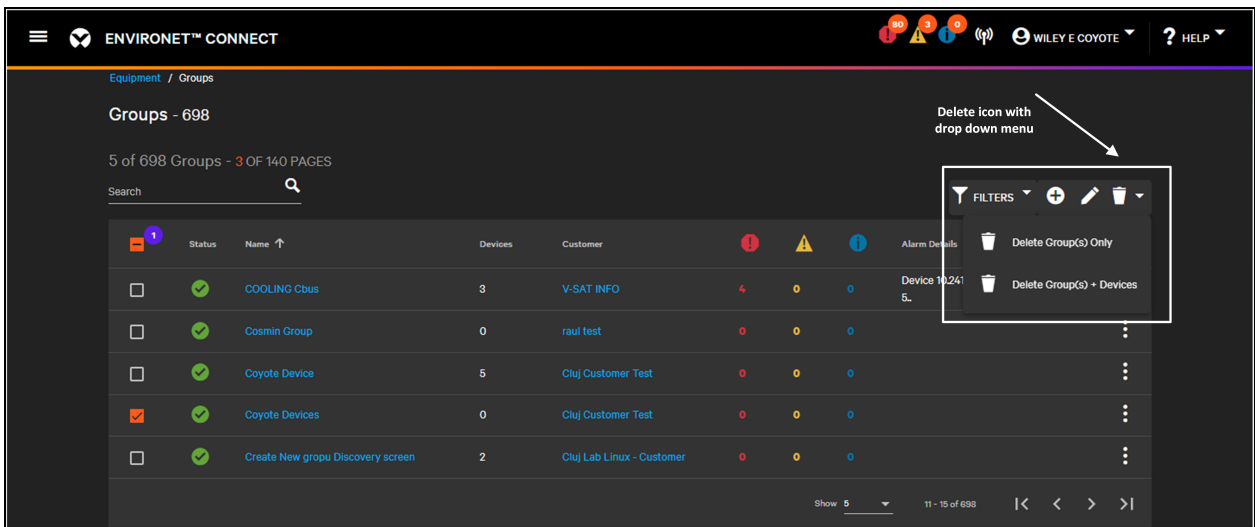 ENVIRONET™ CONNECT
80
3
0
WILEY E COYOTE
? HELP
Equipment / Groups
Groups - 698
Delete icon with
drop down menu
5 of 698 Groups - 3 OF 140 PAGES
Search
FILTERS
1
Status
Name
Devices
Customer
Alarm Details
Delete Group(s) Only
Delete Group(s) + Devices
COOLING Cbus
3
V-SAT INFO
4
0
0
Device 10.241
5..
Cosmin Group
0
raul test
0
0
0
Coyote Device
5
Cluj Customer Test
0
0
0
Coyote Devices
0
Cluj Customer Test
0
0
0
Create New gropu Discovery screen
2
Cluj Lab Linux - Customer
0
0
0
Show 5
11 - 15 of 698